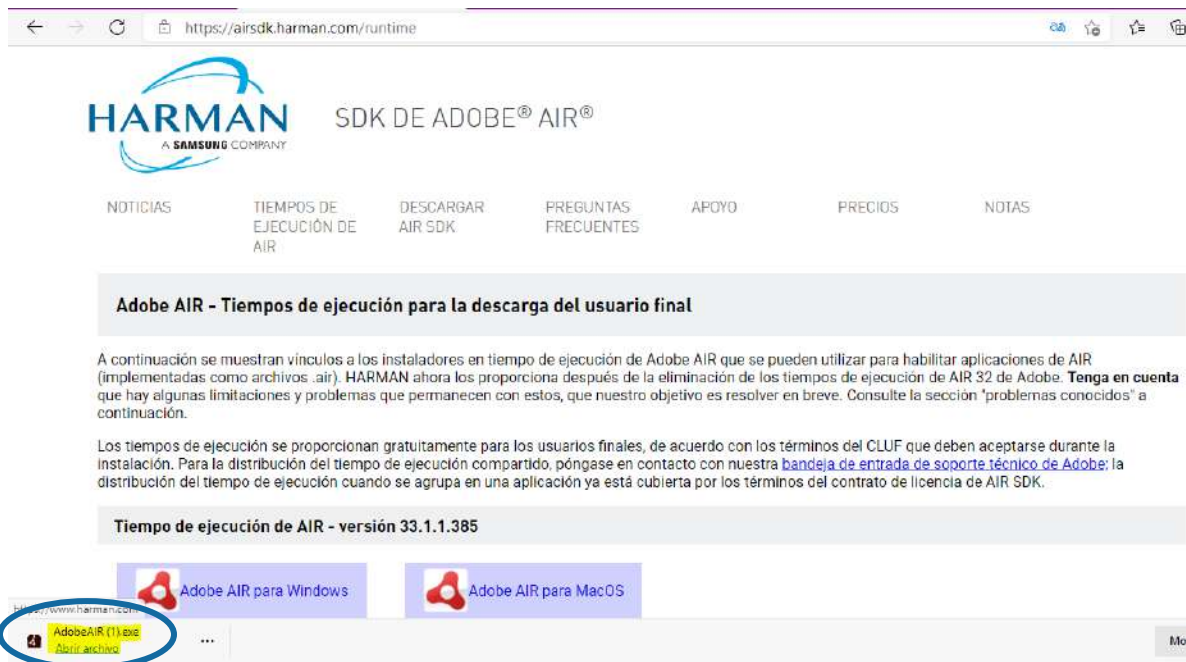 https://airsdk.harman.com/runtime
HARMAN
A SAMSUNG COMPANY
SDK DE ADOBE® AIR®
NOTICIAS
TIEMPOS DE
EJECUCIÓN DE
AIR
DESCARGAR
AIR SDK
PREGUNTAS
FRECUENTES
APOYO
PRECIOS
NOTAS
Adobe AIR - Tiempos de ejecución para la descarga del usuario final
A continuación se muestran vínculos a los instaladores en tiempo de ejecución de Adobe AIR que se pueden utilizar para habilitar aplicaciones de AIR
(implementadas como archivos .air). HARMAN ahora los proporciona después de la eliminación de los tiempos de ejecución de AIR 32 de Adobe. Tenga en cuenta
que hay algunas limitaciones y problemas que permanecen con estos, que nuestro objetivo es resolver en breve. Consulte la sección "problemas conocidos" a
continuación.
Los tiempos de ejecución se proporcionan gratuitamente para los usuarios finales, de acuerdo con los términos del CLUF que deben aceptarse durante la
instalación. Para la distribución del tiempo de ejecución compartido, póngase en contacto con nuestra bandeja de entrada de soporte técnico de Adobe; la
distribución del tiempo de ejecución cuando se agrupa en una aplicación ya está cubierta por los términos del contrato de licencia de AIR SDK.
Tiempo de ejecución de AIR - versión 33.1.1.385
Adobe AIR para Windows
Adobe AIR para MacOS
https://www.harman.com
AdobeAIR (1).exe
Abrir archivo
...
Mo